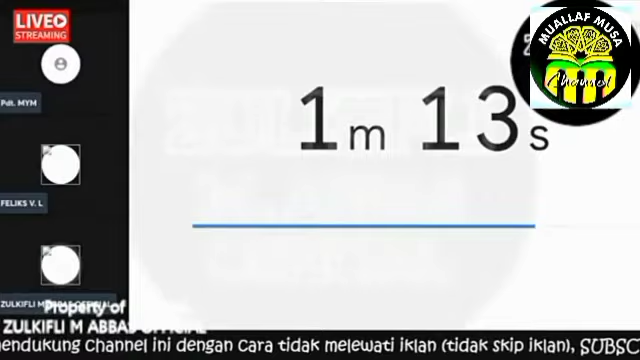 LIVE
STREAMING
MUALLAF MUSA
Channel
Pdt. MYM
1m 13s
FELIKS V. L
Property of
ZULKIFLI M ABBAS OFFICIAL
mendukung channel ini dengan cara tidak melewati iklan (tidak skip iklan), SUBSC